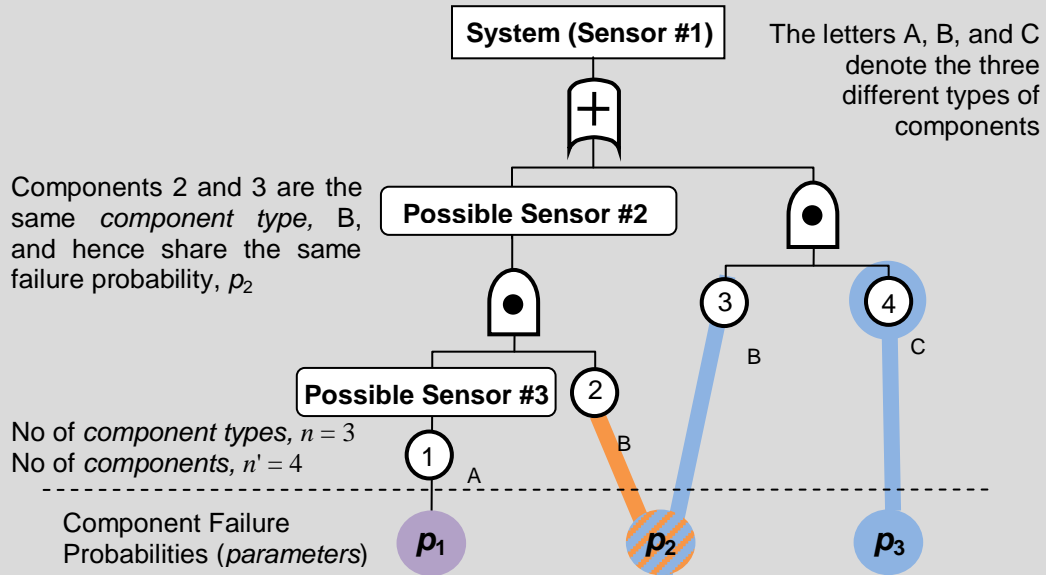 System (Sensor #1)
The letters A, B, and C
denote the three
different types of
components
+
Components 2 and 3 are the
same component type, B,
and hence share the same
failure probability, p2
Possible Sensor #2
3
4
B
C
Possible Sensor #3
2
B
No of component types, n = 3
No of components, n' = 4
1
A
Component Failure
Probabilities (parameters)
p1
p2
p3